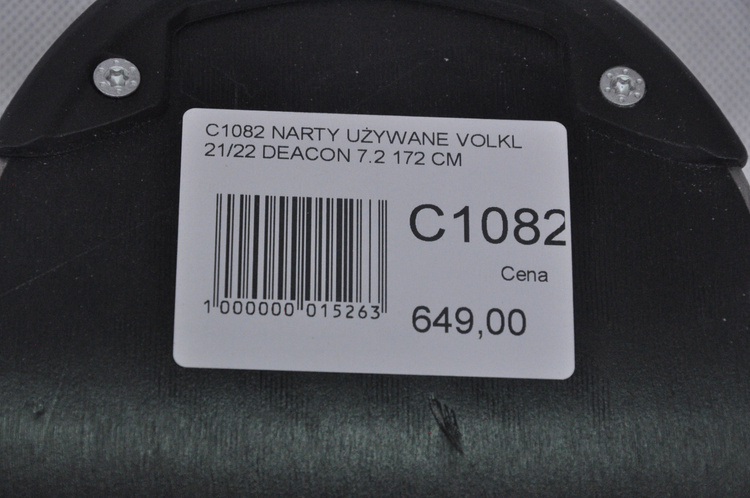 C1082 NARTY UŻYWANE VOLKL
21/22 DEACON 7.2 172 CM
C1082
Cena
649,00
1 000000 015263